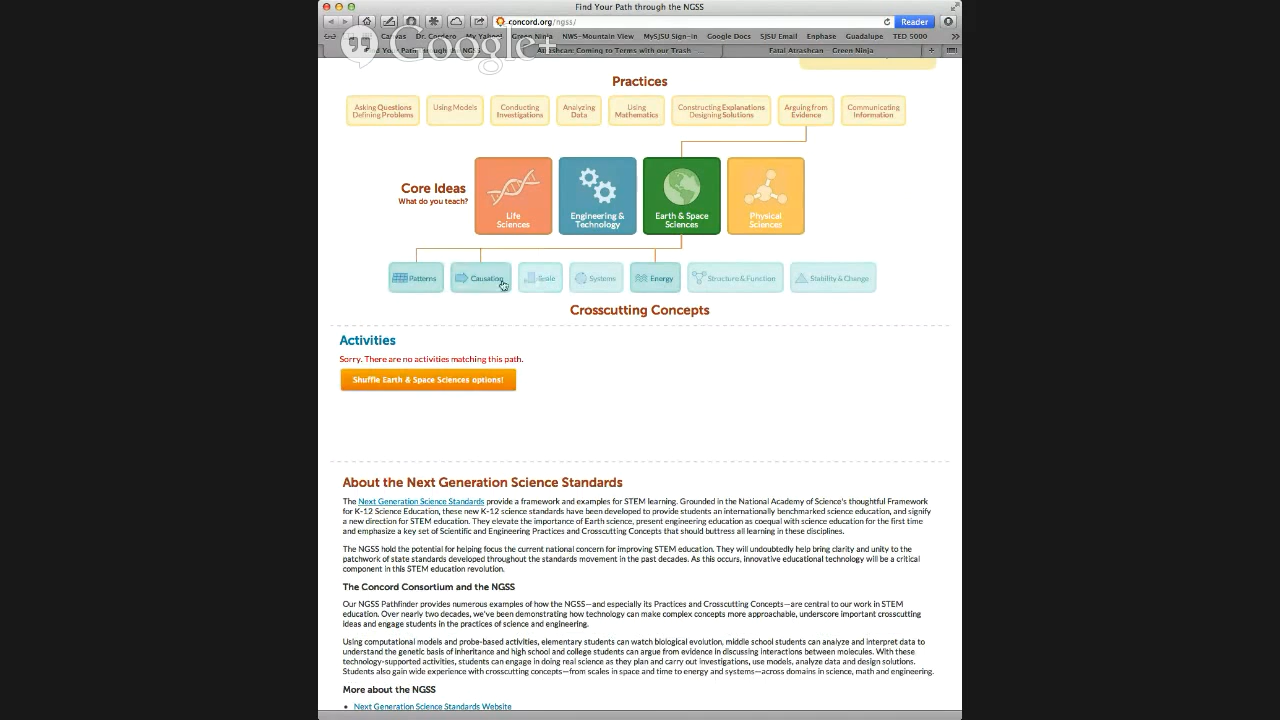 Find Your Path through the NGSS
concord.org/ngss/
Reader
Canvas Dr. Cordero My Yahoo! Green Ninja NWS-Mountain View MySJSU Sign-in Google Docs SJSU Email Enphase Guadalupe TED 5000
Google+
Atrashcan: Coming to Terms with our Trash
Fatal Atrashcan – Green Ninja
Practices
Asking Questions
Defining Problems
Using Models
Conducting
Investigations
Analyzing
Data
Using
Mathematics
Constructing Explanations
Designing Solutions
Arguing from
Evidence
Communicating
Information
Core Ideas
What do you teach?
Life
Sciences
Engineering &
Technology
Earth & Space
Sciences
Physical
Sciences
Patterns
Causation
Scale
Systems
Energy
Structure & Function
Stability & Change
Crosscutting Concepts
Activities
Sorry. There are no activities matching this path.
Shuffle Earth & Space Sciences options!
About the Next Generation Science Standards
The Next Generation Science Standards provide a framework and examples for STEM learning. Grounded in the National Academy of Science's thoughtful Framework
for K-12 Science Education, these new K-12 science standards have been developed to provide students an internationally benchmarked science education, and signify
a new direction for STEM education. They elevate the importance of Earth science, present engineering education as coequal with science education for the first time
and emphasize a key set of Scientific and Engineering Practices and Crosscutting Concepts that should buttress all learning in these disciplines.
The NGSS hold the potential for helping focus the current national concern for improving STEM education. They will undoubtedly help bring clarity and unity to the
patchwork of state standards developed throughout the standards movement in the past decades. As this occurs, innovative educational technology will be a critical
component in this STEM education revolution.
The Concord Consortium and the NGSS
Our NGSS Pathfinder provides numerous examples of how the NGSS—and especially its Practices and Crosscutting Concepts—are central to our work in STEM
education. Over nearly two decades, we've been demonstrating how technology can make complex concepts more approachable, underscore important crosscutting
ideas and engage students in the practices of science and engineering.
Using computational models and probe-based activities, elementary students can watch biological evolution, middle school students can analyze and interpret data to
understand the genetic basis of inheritance and high school and college students can argue from evidence in discussing interactions between molecules. With these
technology-supported activities, students can engage in doing real science as they plan and carry out investigations, use models, analyze data and design solutions.
Students also gain wide experience with crosscutting concepts—from scales in space and time to energy and systems—across domains in science, math and engineering.
More about the NGSS
• Next Generation Science Standards Website